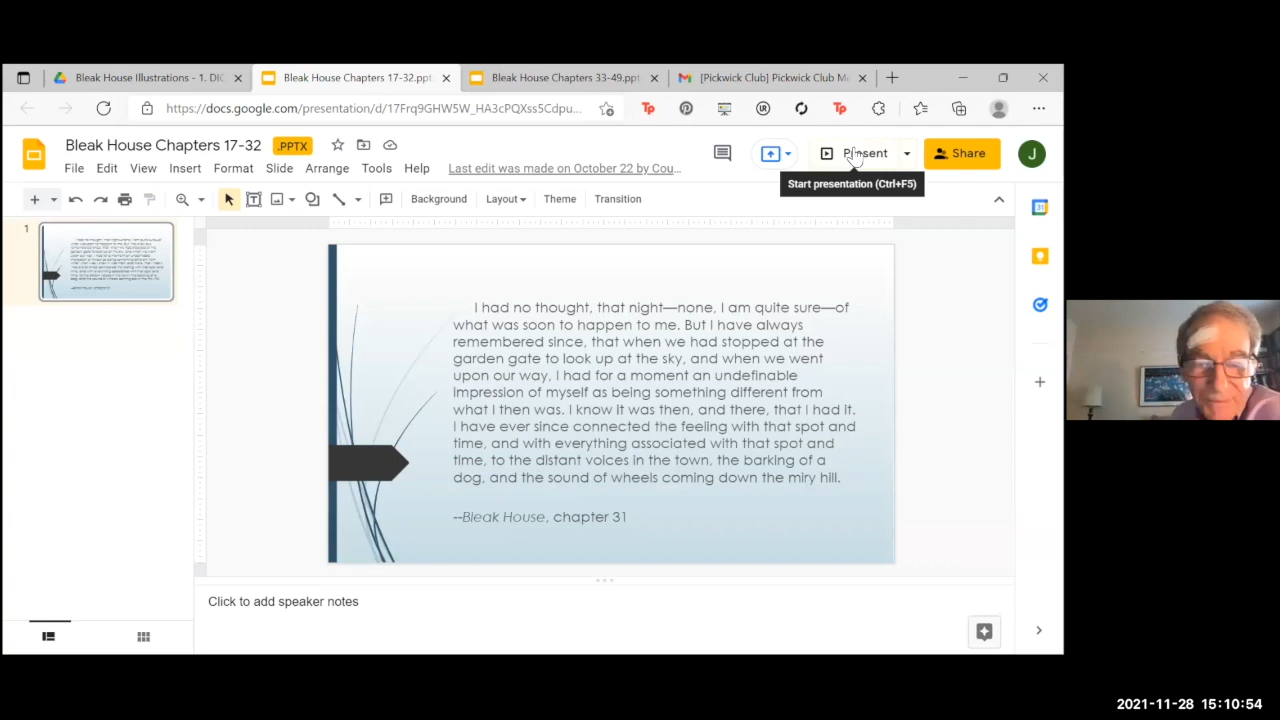 Bleak House Illustrations - 1. DIC
Bleak House Chapters 17-32.ppt
Bleak House Chapters 33-49.ppt
[Pickwick Club] Pickwick Club Me
https://docs.google.com/presentation/d/17Frq9GHW5W_HA3cPQXss5Cdpu...
Bleak House Chapters 17-32 .PPTX
Present
Share
J
File Edit View Insert Format Slide Arrange Tools Help Last edit was made on October 22 by Cou...
Start presentation (Ctrl+F5)
Background Layout Theme Transition
1
I had no thought, that night—none, I am quite sure—of
what was soon to happen to me. But I have always
remembered since, that when we had stopped at the
garden gate to look up at the sky, and when we went
upon our way, I had for a moment an undefinable
impression of myself as being something different from
what I then was. I know it was then, and there, that I had it.
I have ever since connected the feeling with that spot and
time, and with everything associated with that spot and
time, to the distant voices in the town, the barking of a
dog, and the sound of wheels coming down the miry hill.
--Bleak House, chapter 31
Click to add speaker notes
2021-11-28 15:10:54